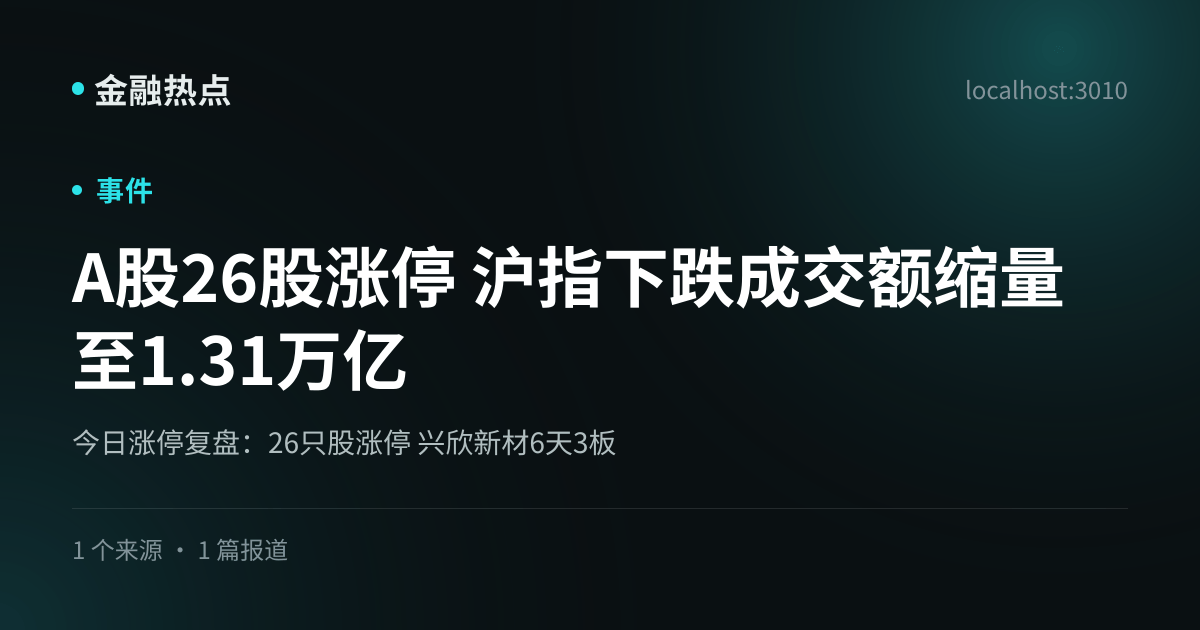 金融热点
localhost:3010
事件
A股26股涨停 沪指下跌成交额缩量
至1.31万亿
今日涨停复盘：26只股涨停 兴欣新材6天3板
1 个来源 · 1 篇报道